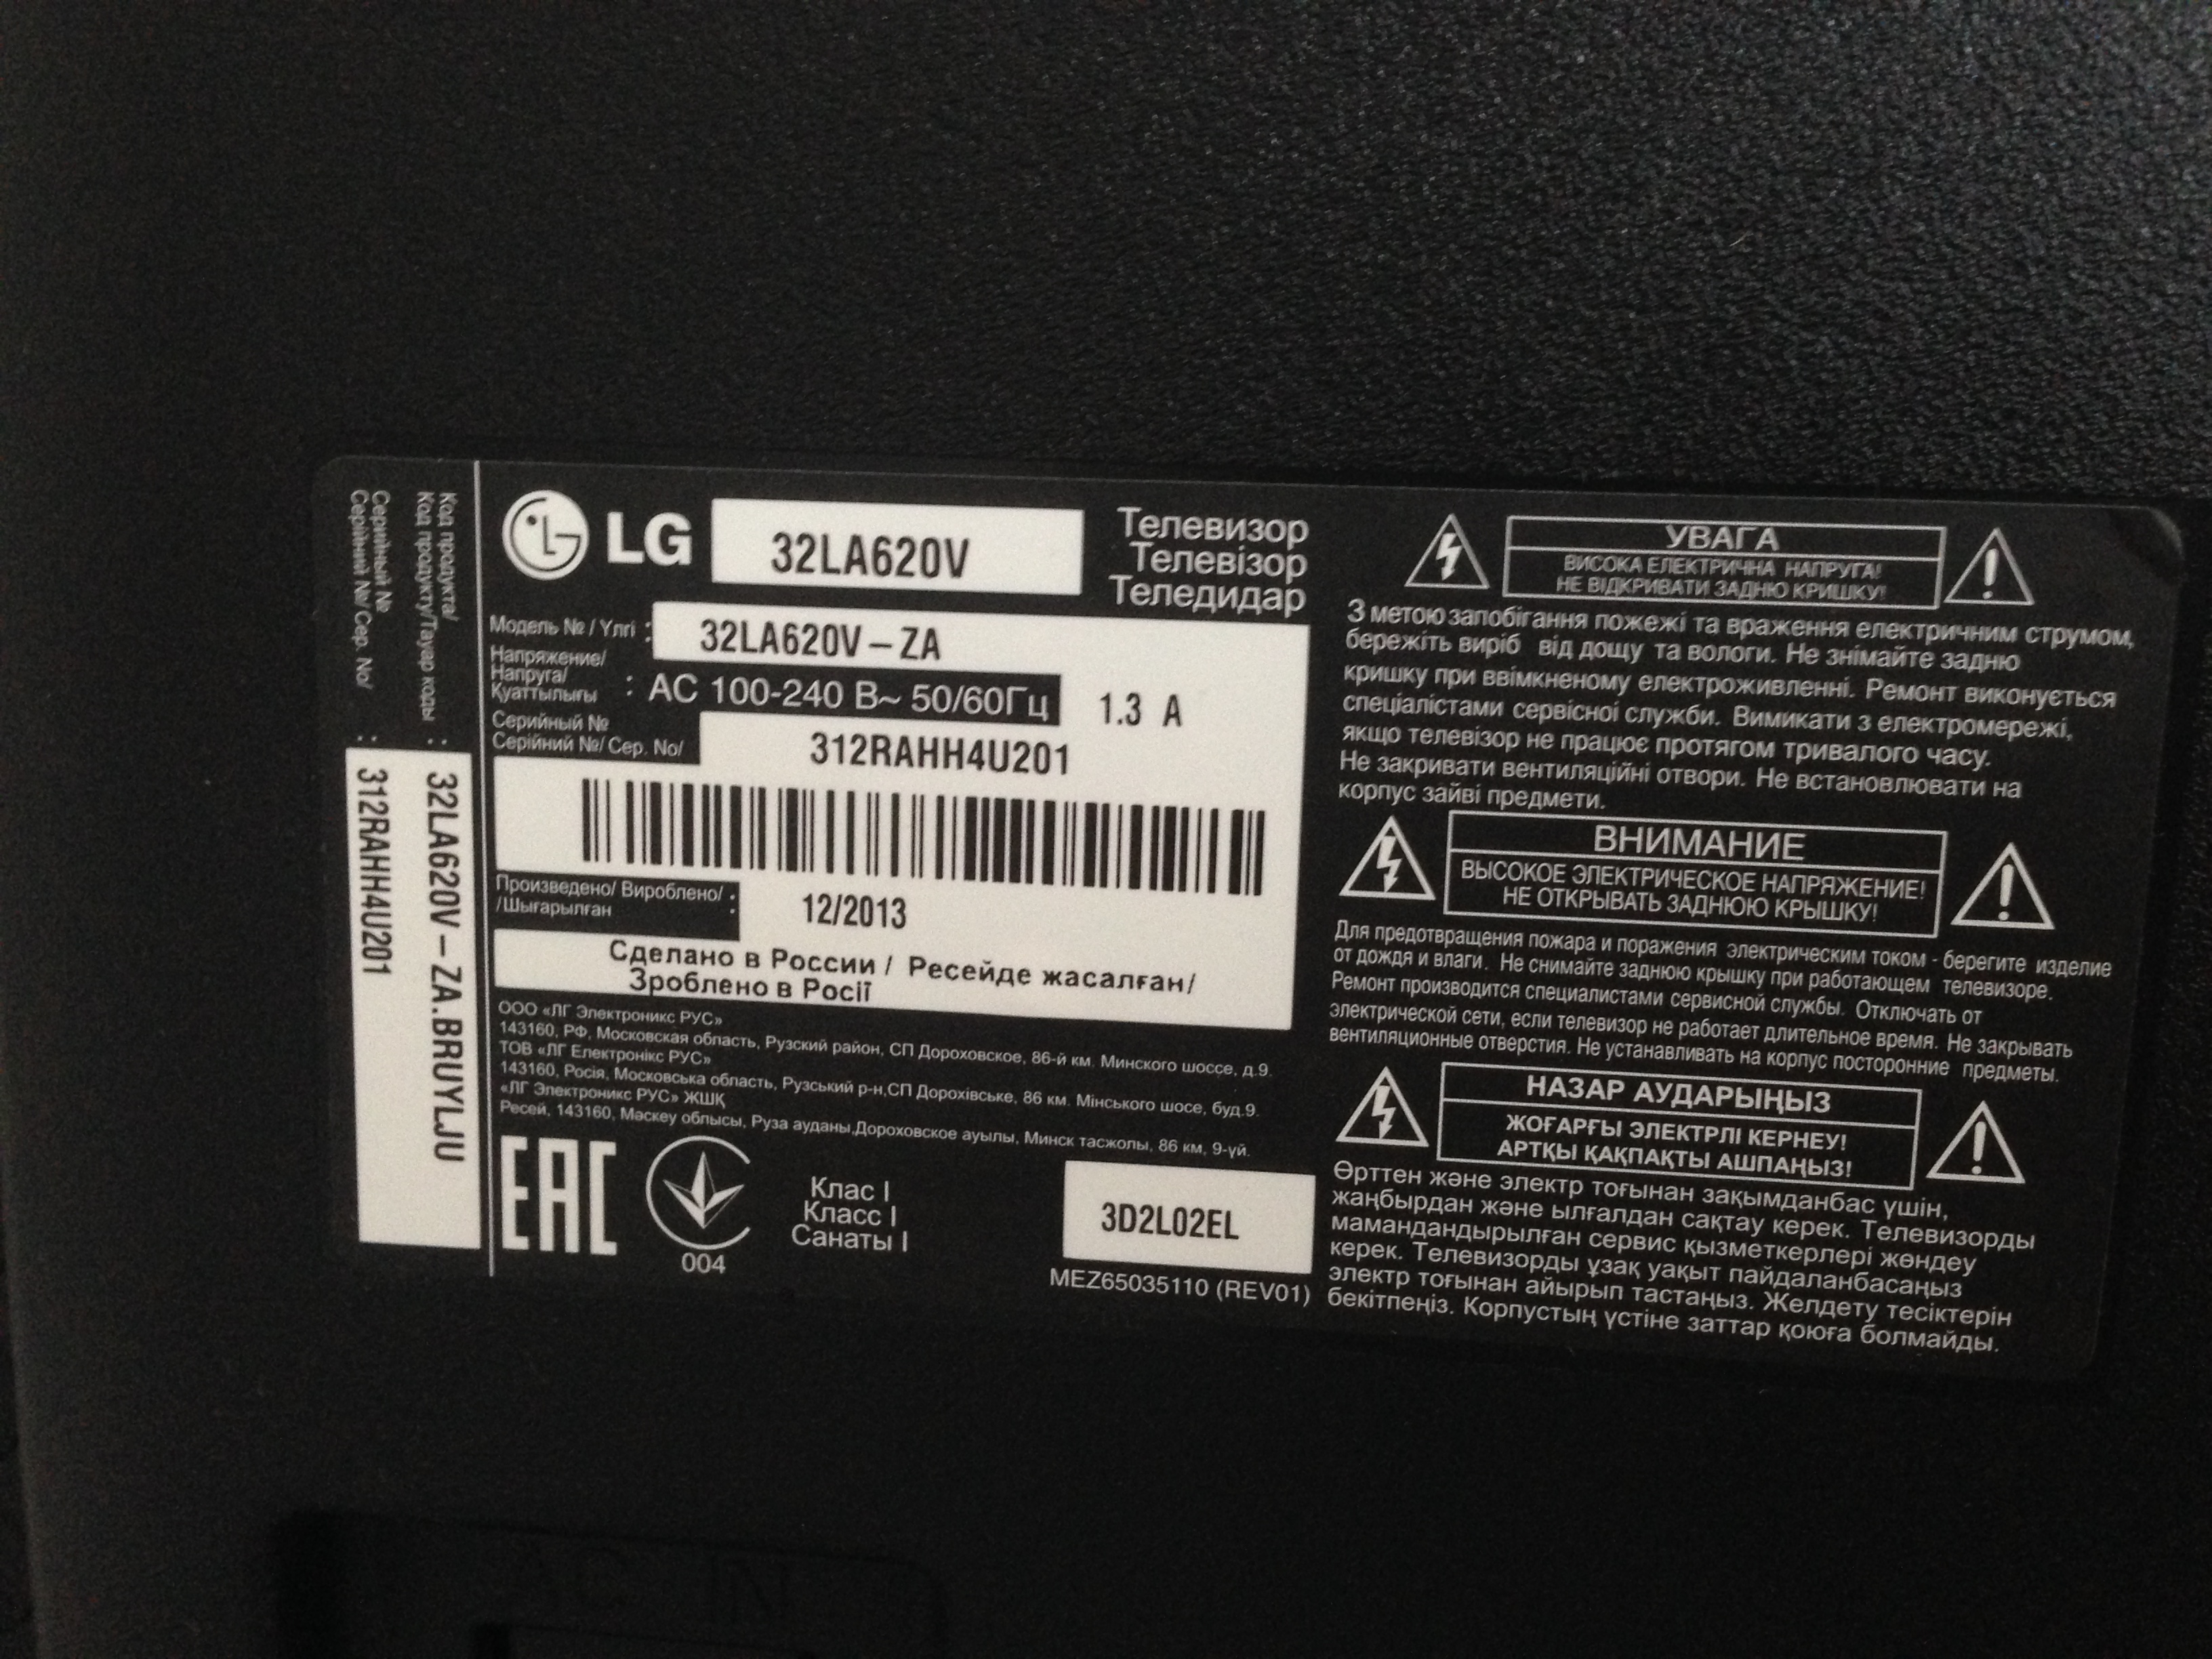 Код продукта/
Код продукту/Тауар коды :
32LA620V – ZA.BRUYLJU
Серийный №
Серійний №/ Сер. No/ :
312RAHH4U201
LG
32LA620V
Телевизор
Телевізор
Теледидар
Модель № / Улгі :
32LA620V – ZA
Напряжение/
Напруга/
Қуаттылығы
: AC 100-240 В~ 50/60Гц
1.3 A
Серийный №
Серійний №/ Сер. No/
312RAHH4U201
Произведено/ Вироблено/ :
/Шығарылған :
12/2013
Сделано в России / Ресейде жасалған/
Зроблено в Росії
ООО «ЛГ Электроникс РУС»
143160, РФ, Московская область, Рузский район, СП Дороховское, 86-й км. Минского шоссе, д.9.
ТОВ «ЛГ Електронікс РУС»
143160, Росія, Московська область, Рузський р-н,СП Дорохівське, 86 км. Мінського шосе, буд.9.
«ЛГ Электроникс РУС» ЖШҚ
Ресей, 143160, Мәскеу облысы, Руза ауданы,Дороховское ауылы, Минск тасжолы, 86 км, 9-үй.
EAC
004
Клас I
Класс I
Санаты I
3D2L02EL
MEZ65035110 (REV01)
УВАГА
ВИСОКА ЕЛЕКТРИЧНА НАПРУГА!
НЕ ВІДКРИВАТИ ЗАДНЮ КРИШКУ!
З метою запобігання пожежі та враження електричним струмом,
бережіть виріб від дощу та вологи. Не знімайте задню
кришку при ввімкненому електроживленні. Ремонт виконується
спеціалістами сервісної служби. Вимикати з електромережі,
якщо телевізор не працює протягом тривалого часу.
Не закривати вентиляційні отвори. Не встановлювати на
корпус зайві предмети.
ВНИМАНИЕ
ВЫСОКОЕ ЭЛЕКТРИЧЕСКОЕ НАПРЯЖЕНИЕ!
НЕ ОТКРЫВАТЬ ЗАДНЮЮ КРЫШКУ!
Для предотвращения пожара и поражения электрическим током - берегите изделие
от дождя и влаги. Не снимайте заднюю крышку при работающем телевизоре.
Ремонт производится специалистами сервисной службы. Отключать от
электрической сети, если телевизор не работает длительное время. Не закрывать
вентиляционные отверстия. Не устанавливать на корпус посторонние предметы.
НАЗАР АУДАРЫҢЫЗ
ЖОҒАРҒЫ ЭЛЕКТРЛІ КЕРНЕУ!
АРТҚЫ ҚАҚПАҚТЫ АШПАҢЫЗ!
Өрттен және электр тоғынан зақымданбас үшін,
жаңбырдан және ылғалдан сақтау керек. Телевизорды
мамандандырылған сервис қызметкерлері жөндеу
керек. Телевизорды ұзақ уақыт пайдаланбасаңыз
электр тоғынан айырып тастаңыз. Желдету тесіктерін
бекітпеңіз. Корпустың үстіне заттар қоюға болмайды.
AC IN